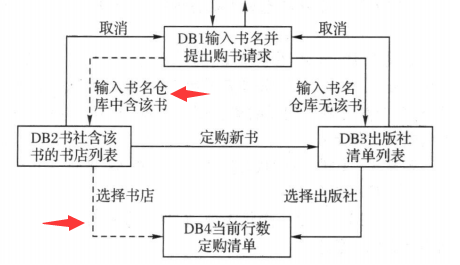 取消
DB1输入书名并
提出购书请求
取消
输入书名仓
库中含该书
输入书名
仓库无该书
DB2书社含该
书的书店列表
定购新书
DB3出版社
清单列表
选择书店
选择出版社
DB4当前行数
定购清单